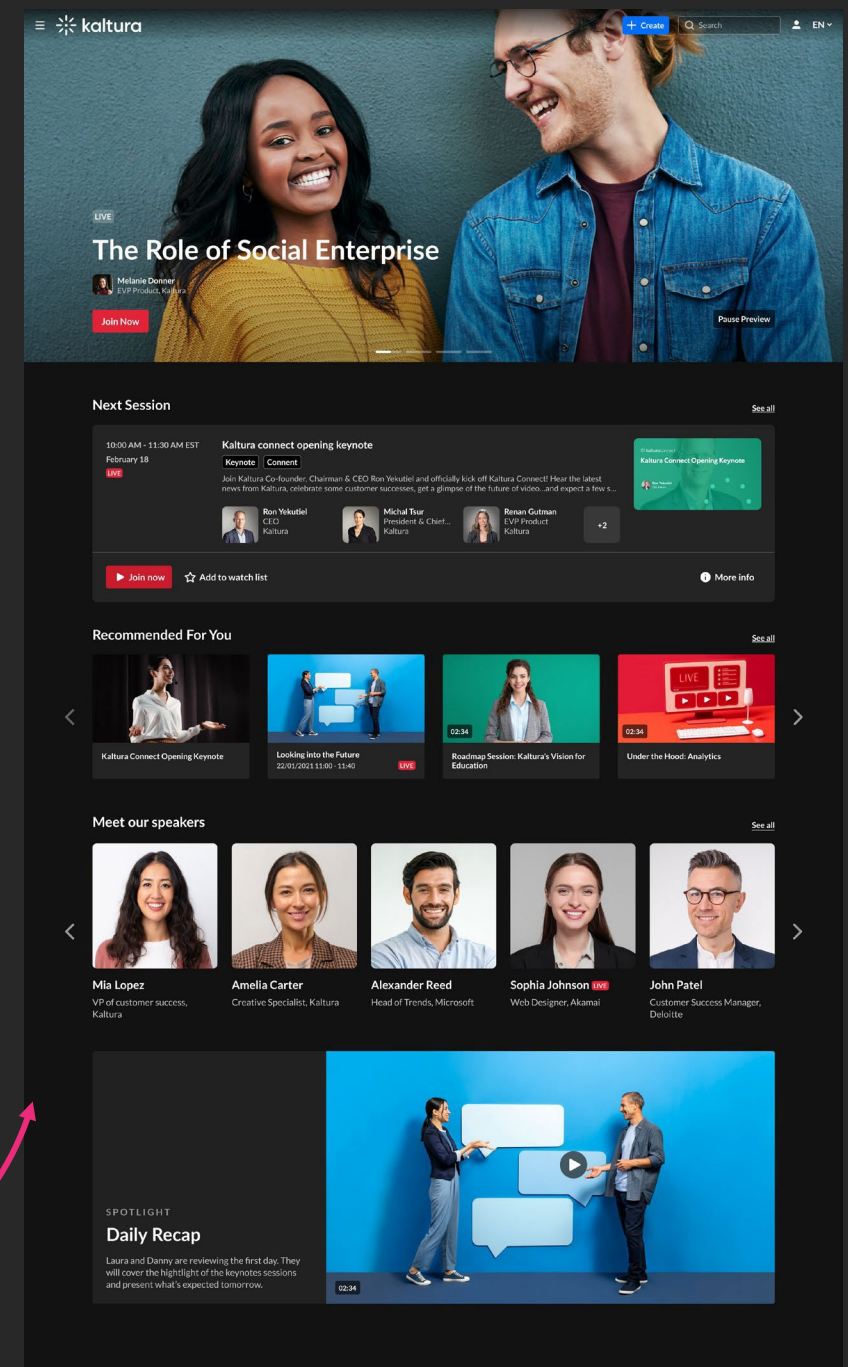 kaltura
+ Create
Search
EN
LIVE
The Role of Social Enterprise
Melanie Donner
EVP Product, Kaltura
Join Now
Pause Preview
Next Session
See all
10:00 AM - 11:30 AM EST
February 18
LIVE
Kaltura connect opening keynote
Keynote Connent
Join Kaltura Co-founder, Chairman & CEO Ron Yekutiel and officially kick off Kaltura Connect! Hear the latest
news from Kaltura, celebrate some customer successes, get a glimpse of the future of video...and expect a few s...
Ron Yekutiel
CEO
Kaltura
Michal Tsur
President & Chief...
Kaltura
Renan Gutman
EVP Product
Kaltura
+2
Kaltura Connect Opening Keynote
Ron Yekutiel
Join now
Add to watch list
More info
Recommended For You
See all
Kaltura Connect Opening Keynote
Looking into the Future
22/01/2021 11:00 - 11:40
LIVE
02:34
Roadmap Session: Kaltura's Vision for
Education
LIVE
02:34
Under the Hood: Analytics
Meet our speakers
See all
Mia Lopez
VP of customer success,
Kaltura
Amelia Carter
Creative Specialist, Kaltura
Alexander Reed
Head of Trends, Microsoft
Sophia Johnson LIVE
Web Designer, Akamai
John Patel
Customer Success Manager,
Deloitte
SPOTLIGHT
Daily Recap
Laura and Danny are reviewing the first day. They
will cover the hightlight of the keynotes sessions
and present what's expected tomorrow.
02:34